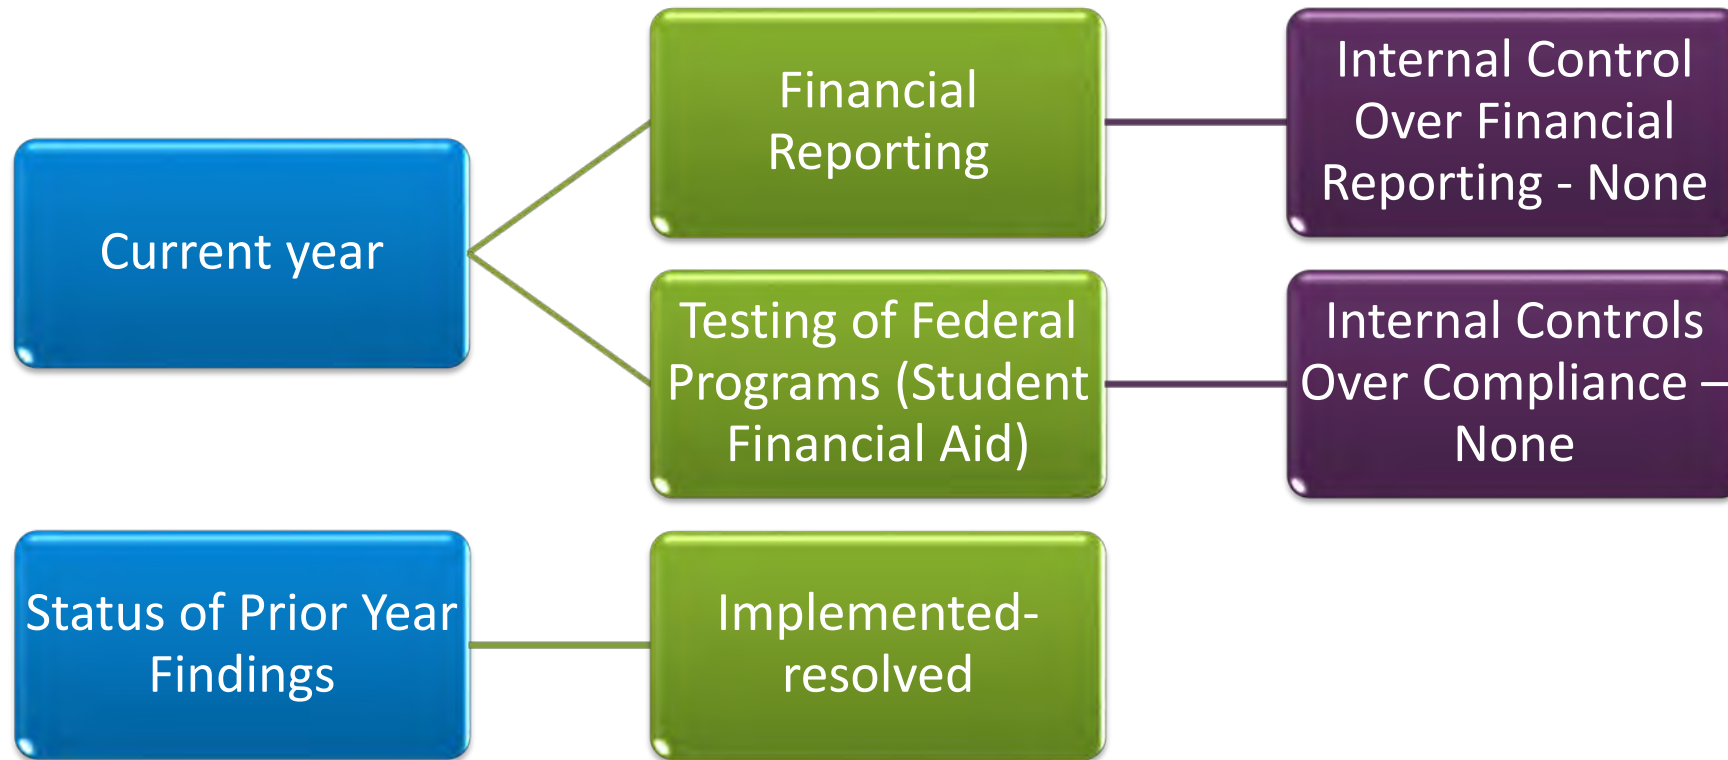 Current year
Financial
Reporting
Internal Control
Over Financial
Reporting - None
Testing of Federal
Programs (Student
Financial Aid)
Internal Controls
Over Compliance –
None
Status of Prior Year
Findings
Implemented-
resolved